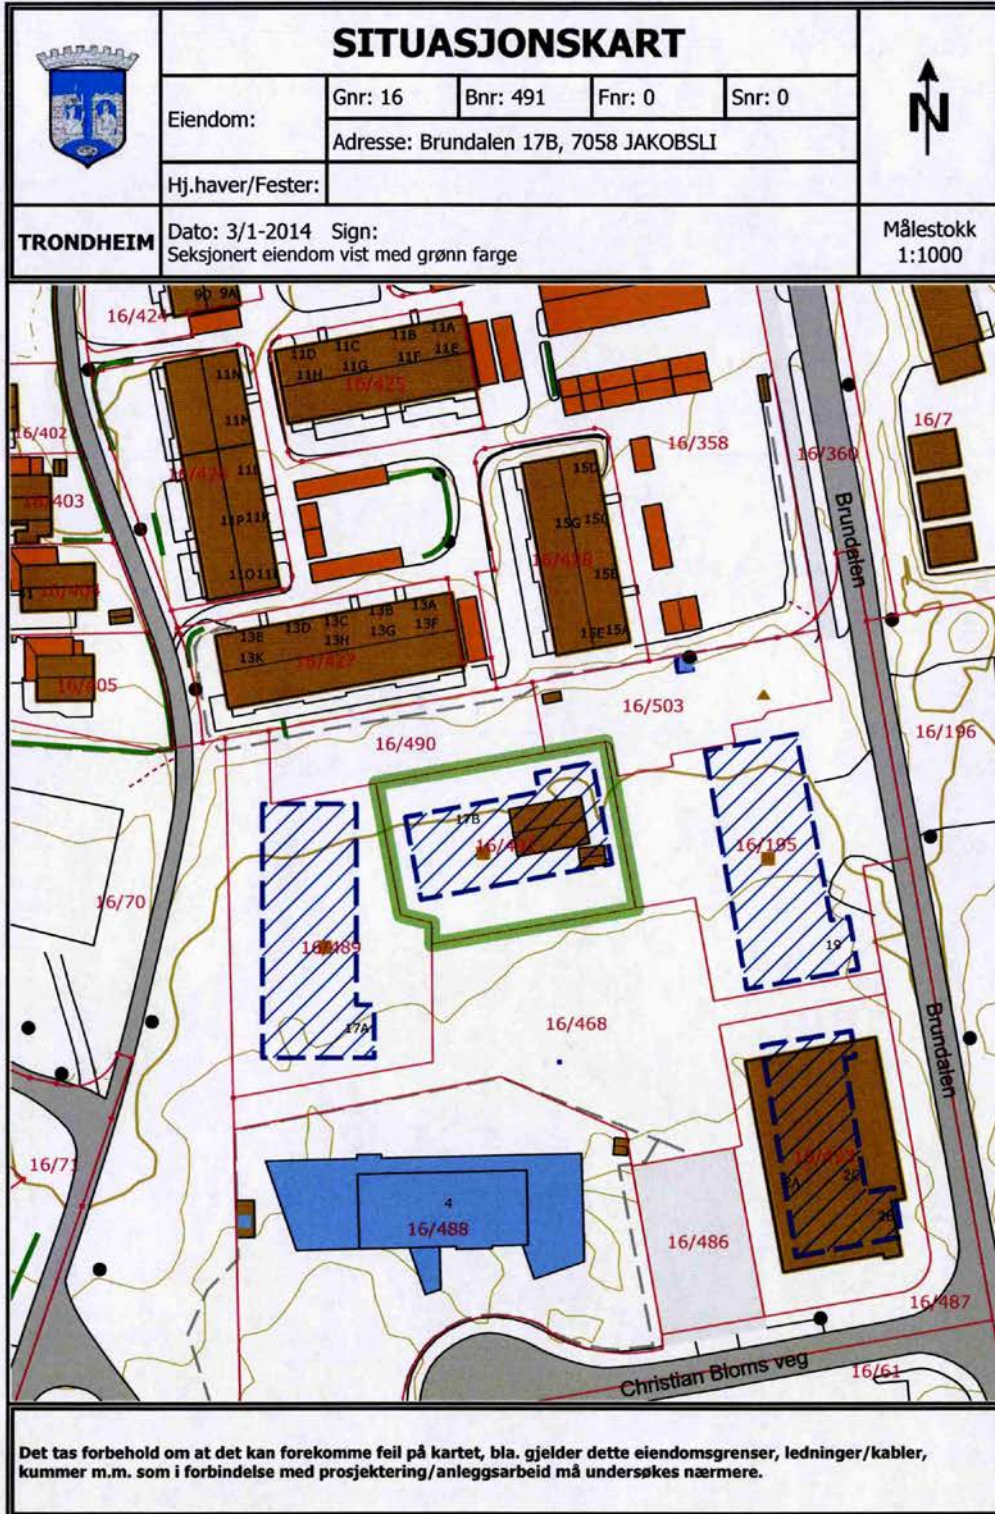 SITUASJONSKART
Eiendom:
Gnr: 16
Bnr: 491
Fnr: 0
Snr: 0
Adresse: Brundalen 17B, 7058 JAKOBSLI
Hj.haver/Fester:
N
TRONDHEIM
Dato: 3/1-2014 Sign:
Seksjonert eiendom vist med grønn farge
Målestokk
1:1000
9D 9A
16/424
11D 11C 11B 11A
11H 11G 11F 11E
16/425
11N
11M
11P 11K
16/402
16/403
16/358
16/360
16/7
Brundalen
15G
15E 15A
16/428
13E 13D 13C 13B 13A
13K 13H 13G 13F
16/427
16/405
16/503
16/490
16/196
17B
16/195
16/70
16/489
19
17A
16/468
Brundalen
16/71
4
16/488
16/486
16/487
Christian Bloms veg
16/61
Det tas forbehold om at det kan forekomme feil på kartet, bla. gjelder dette eiendomsgrenser, ledninger/kabler,
kummer m.m. som i forbindelse med prosjektering/anleggsarbeid må undersøkes nærmere.